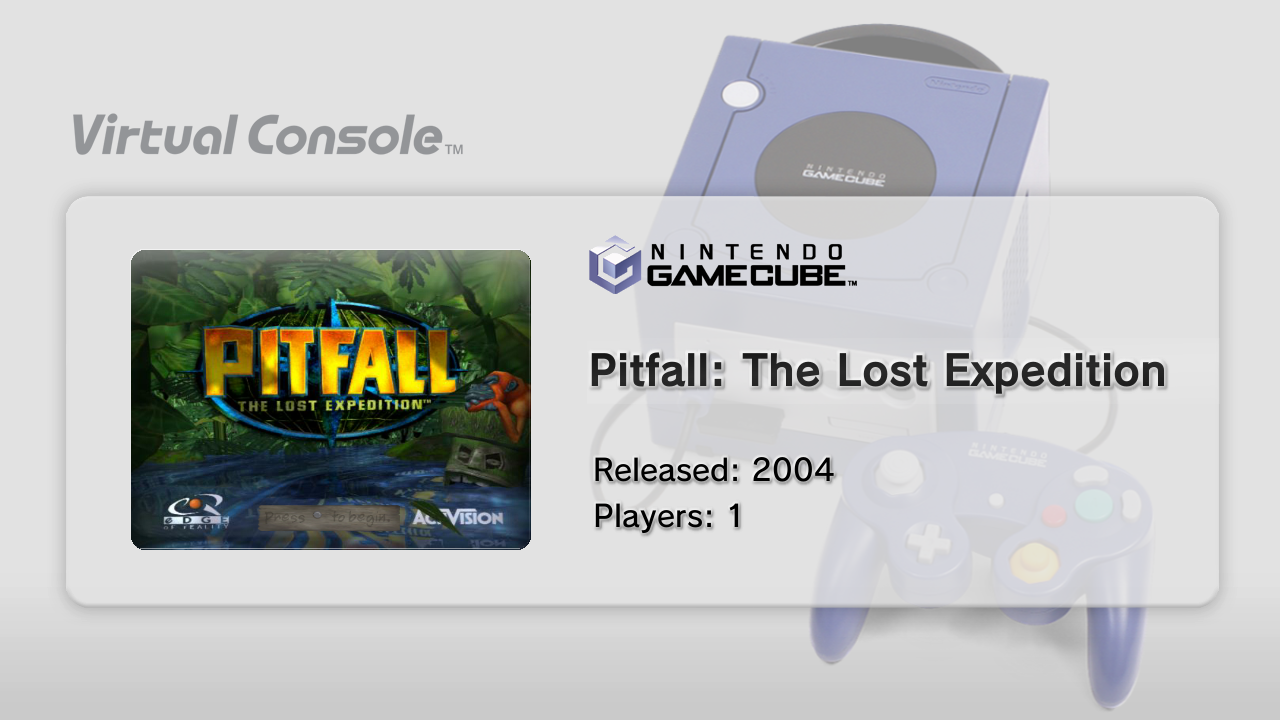 Virtual Console™
Nintendo
NINTENDO
GAMECUBE
NINTENDO
GAMECUBE™
PITFALL
THE LOST EXPEDITION™
Pitfall: The Lost Expedition
NINTENDO
GAMECUBE
Released: 2004
Players: 1
EDGE
OF REALITY
Press to begin.
ACTIVISION